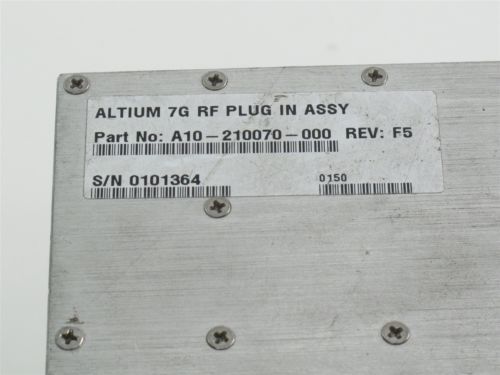 ALTIUM 7G RF PLUG IN ASSY
Part No: A10-210070-000 REV: F5
S/N 0101364 0150